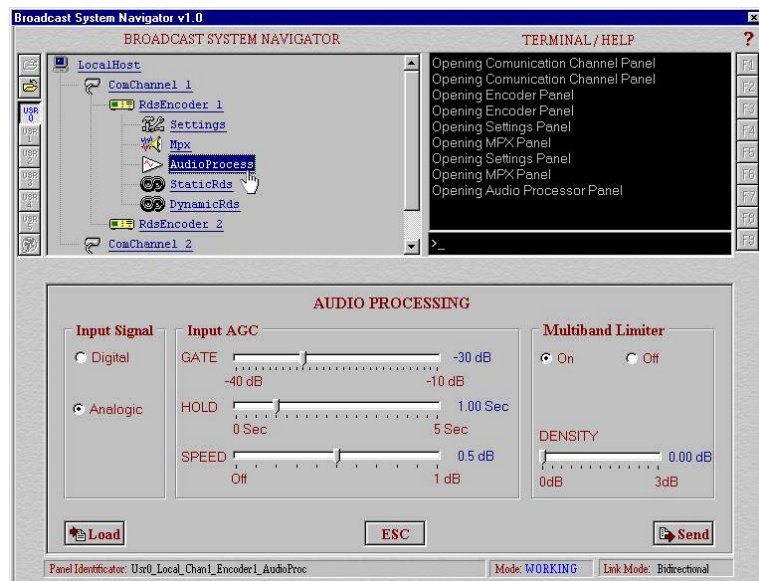 Broadcast System Navigator v1.0
BROADCAST SYSTEM NAVIGATOR
TERMINAL / HELP
?
LocalHost
ComChannel 1
RdsEncoder 1
Settings
Mpx
AudioProcess
StaticRds
DynamicRds
RdsEncoder 2
ComChannel 2
USR 0
USR 1
USR 2
USR 3
USR 4
USR 5
Opening Comunication Channel Panel
Opening Comunication Channel Panel
Opening Encoder Panel
Opening Encoder Panel
Opening Settings Panel
Opening MPX Panel
Opening Settings Panel
Opening MPX Panel
Opening Audio Processor Panel
>_
F1
F2
F3
F4
F5
F6
F7
F8
F9
AUDIO PROCESSING
Input Signal
Digital
Analogic
Input AGC
GATE
-30 dB
-40 dB
-10 dB
HOLD
1.00 Sec
0 Sec
5 Sec
SPEED
0.5 dB
Off
1 dB
Multiband Limiter
On
Off
DENSITY
0.00 dB
0dB
3dB
Load
ESC
Send
Panel Identificator: Usr0_Local_Chan1_Encoder1_AudioProc
Mode: WORKING
Link Mode: Bidirectional